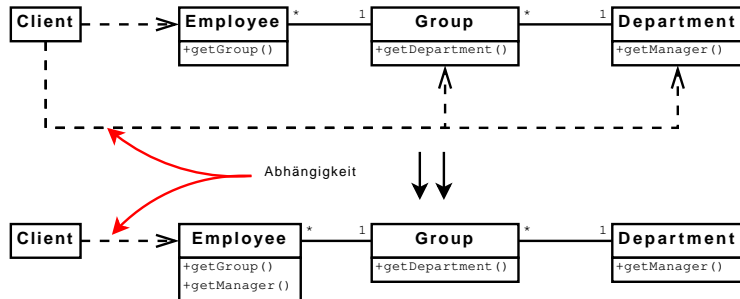 Client
Employee
* 1
Group
* 1
Department
+getGroup()
+getDepartment()
+getManager()
Abhängigkeit
Client
Employee
* 1
Group
* 1
Department
+getGroup()
+getManager()
+getDepartment()
+getManager()